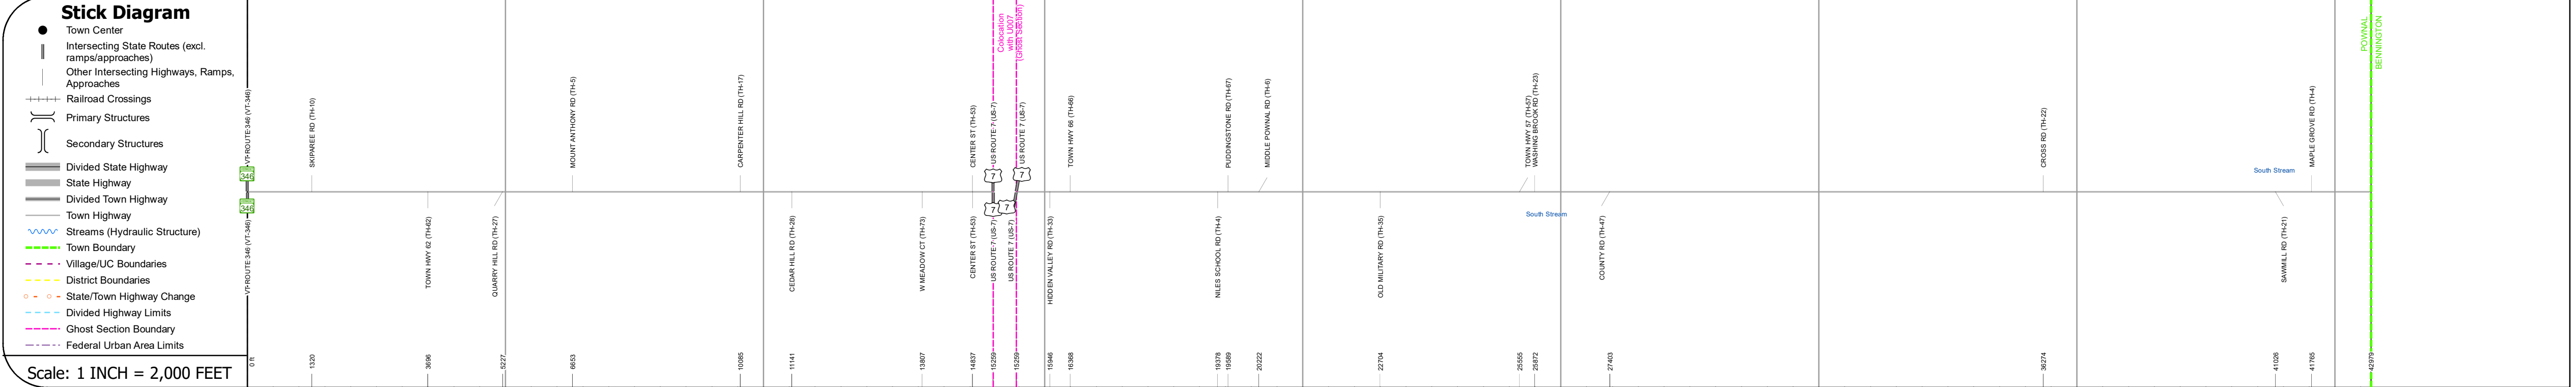 Stick Diagram
Town Center
Intersecting State Routes (excl.
ramps/approaches)
Other Intersecting Highways, Ramps,
Approaches
Railroad Crossings
Primary Structures
Secondary Structures
Divided State Highway
State Highway
Divided Town Highway
Town Highway
Streams (Hydraulic Structure)
Town Boundary
Village/UC Boundaries
District Boundaries
State/Town Highway Change
Divided Highway Limits
Ghost Section Boundary
Federal Urban Area Limits
Scale: 1 INCH = 2,000 FEET
VT-ROUTE-346 (VT-346)
SKIPAREE RD (TH-10)
MOUNT ANTHONY RD (TH-5)
CARPENTER HILL RD (TH-17)
CENTER ST (TH-53)
US ROUTE-7 (US-7)
US ROUTE 7 (US-7)
Colocation
with U007
(Ghost Section)
TOWN HWY 66 (TH-66)
PUDDINGSTONE RD (TH-67)
MIDDLE POWNAL RD (TH-6)
TOWN HWY 57 (TH-57)
WASHING BROOK RD (TH-23)
CROSS RD (TH-22)
MAPLE GROVE RD (TH-4)
POWNAL
BENNINGTON
South Stream
346
7
7
346
7
7
South Stream
VT-ROUTE 346 (VT-346)
TOWN HWY 62 (TH-62)
QUARRY HILL RD (TH-27)
CEDAR HILL RD (TH-28)
W MEADOW CT (TH-73)
CENTER ST (TH-53)
US ROUTE-7 (US-7)
US ROUTE 7 (US-7)
HIDDEN VALLEY RD (TH-33)
NILES SCHOOL RD (TH-4)
OLD MILITARY RD (TH-35)
COUNTY RD (TH-47)
SAWMILL RD (TH-21)
0 ft
1320
3696
5227
6653
10085
11141
13807
14837
15259
15259
15946
16368
19378
19589
20222
22704
25555
25872
27403
36274
41026
41765
42979